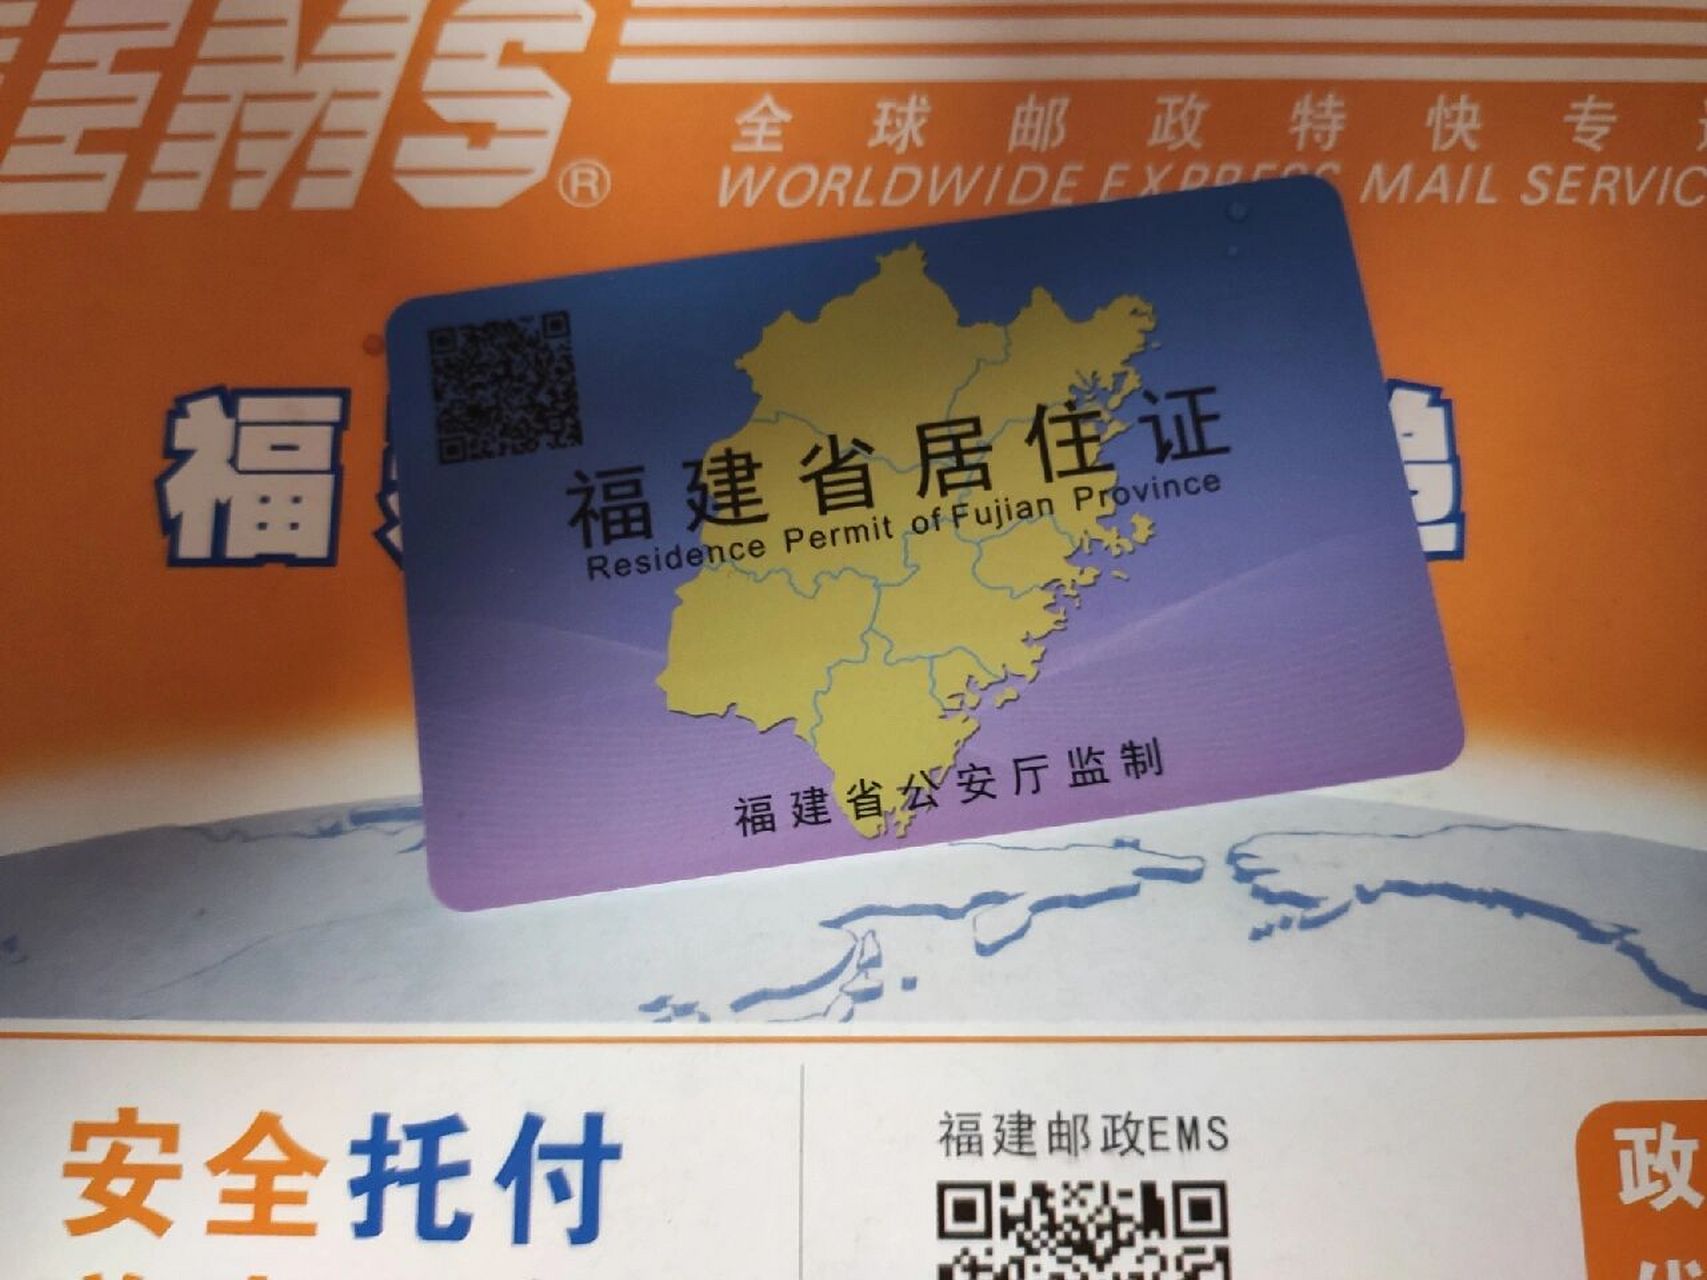 EMS®
全球邮政特快专
WORLDWIDE EXPRESS MAIL SERVIC
福
福建省居住证
Residence Permit of Fujian Province
福建省公安厅监制
安全托付
福建邮政EMS
政